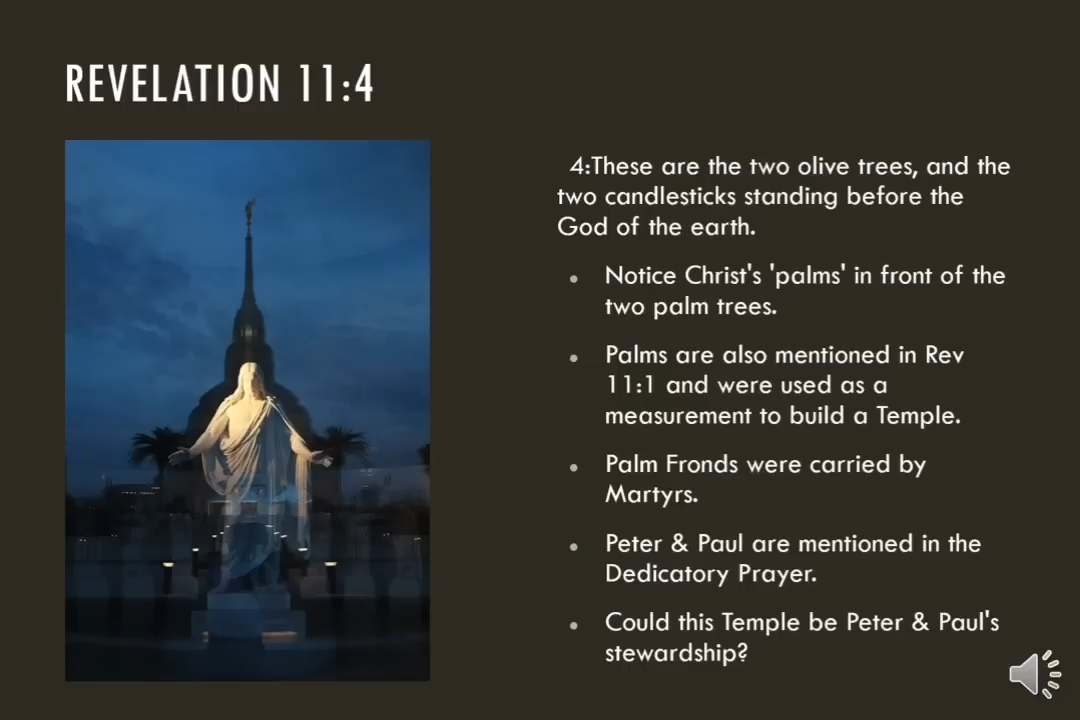 REVELATION 11:4
4:These are the two olive trees, and the
two candlesticks standing before the
God of the earth.
• Notice Christ's 'palms' in front of the
two palm trees.
• Palms are also mentioned in Rev
11:1 and were used as a
measurement to build a Temple.
• Palm Fronds were carried by
Martyrs.
• Peter & Paul are mentioned in the
Dedicatory Prayer.
• Could this Temple be Peter & Paul's
stewardship?